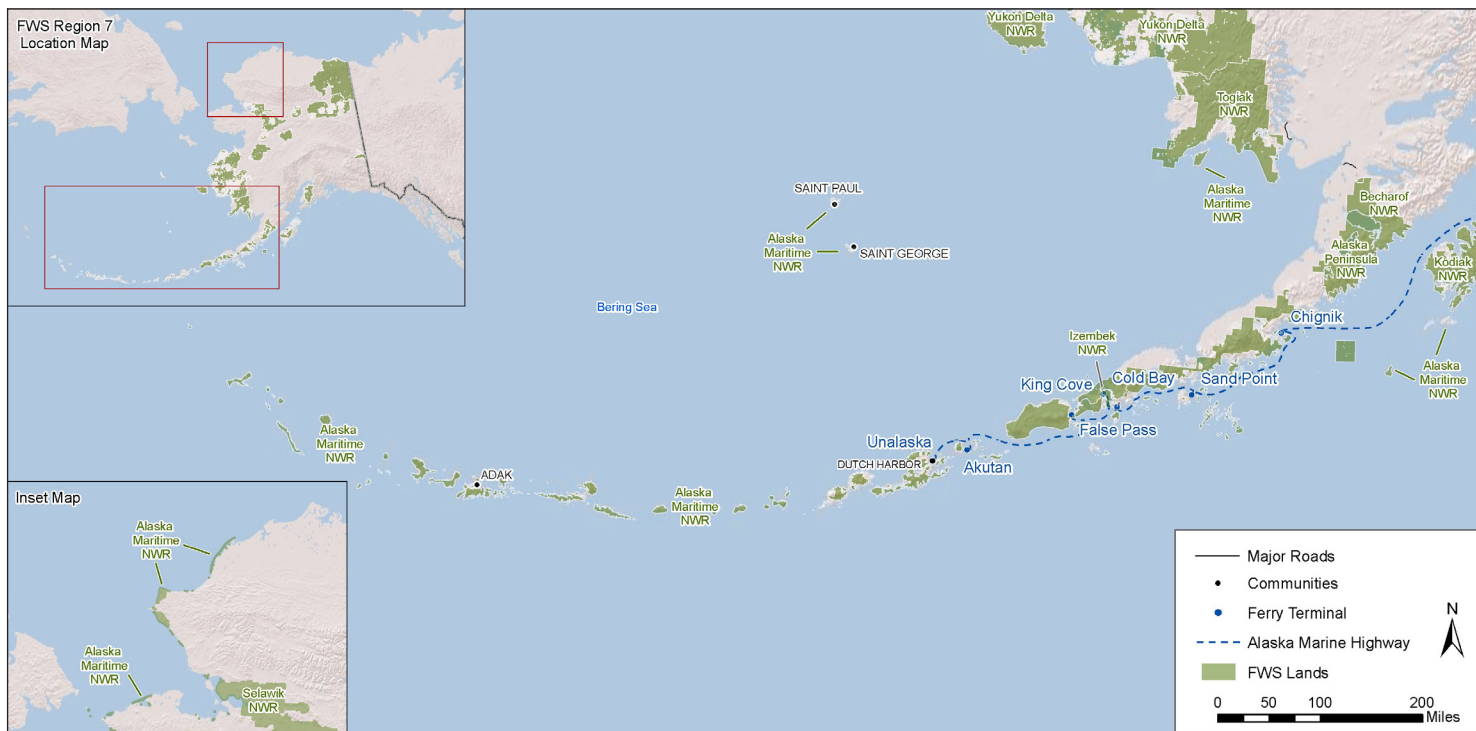 FWS Region 7
Location Map
Yukon Delta
NWR
Yukon Delta
NWR
Togiak
NWR
Alaska
Maritime
NWR
SAINT PAUL
Alaska
Maritime
NWR
SAINT GEORGE
Becharof
NWR
Alaska
Peninsula
NWR
Kodiak
NWR
Bering Sea
Chignik
Izembek
NWR
Alaska
Maritime
NWR
King Cove
Cold Bay
Sand Point
False Pass
Unalaska
DUTCH HARBOR
Akutan
Alaska
Maritime
NWR
ADAK
Alaska
Maritime
NWR
Inset Map
Alaska
Maritime
NWR
Alaska
Maritime
NWR
Selawik
NWR
Major Roads
Communities
Ferry Terminal
Alaska Marine Highway
FWS Lands
N
0 50 100 200
Miles